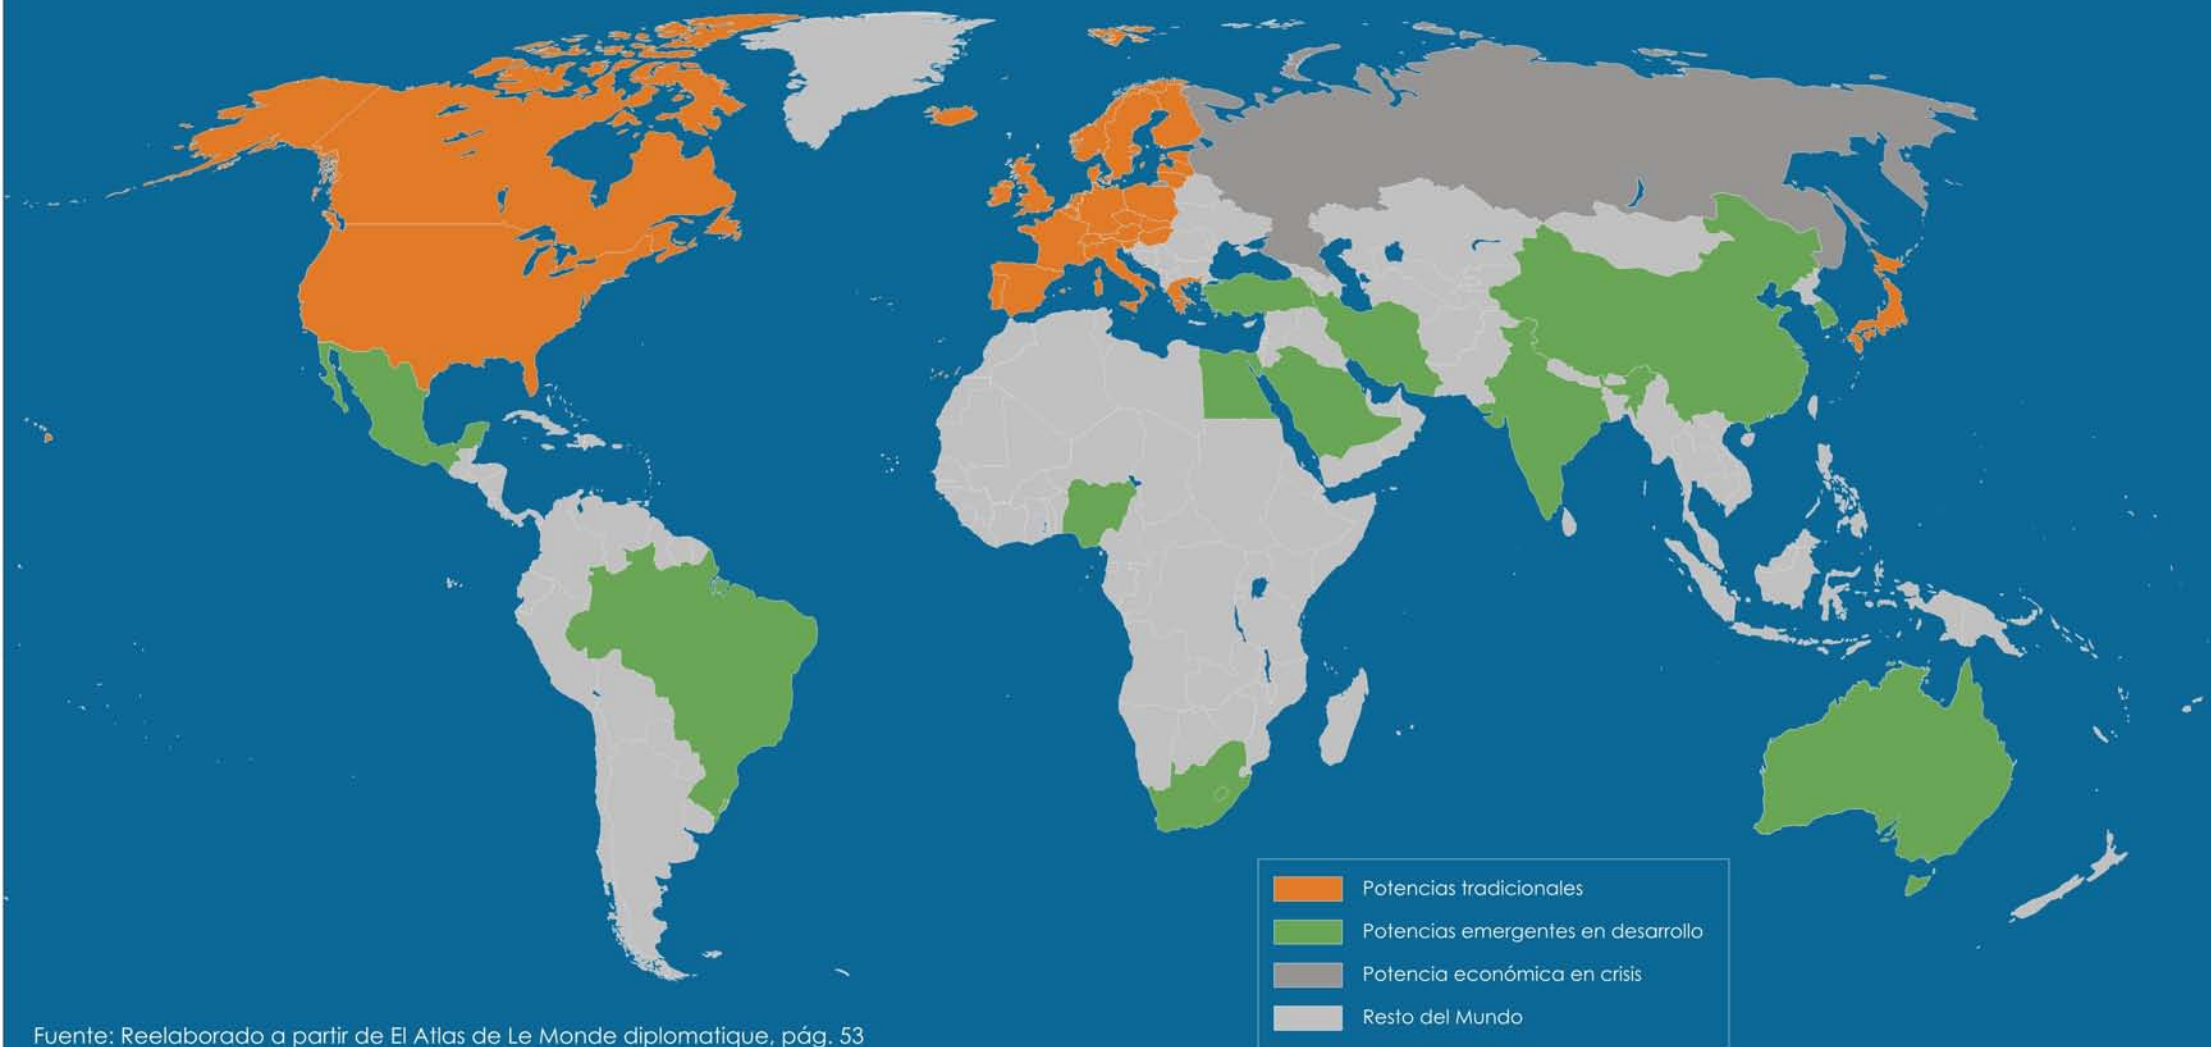 Potencias tradicionales
Potencias emergentes en desarrollo
Potencia económica en crisis
Resto del Mundo
Fuente: Reelaborado a partir de El Atlas de Le Monde diplomatique, pág. 53